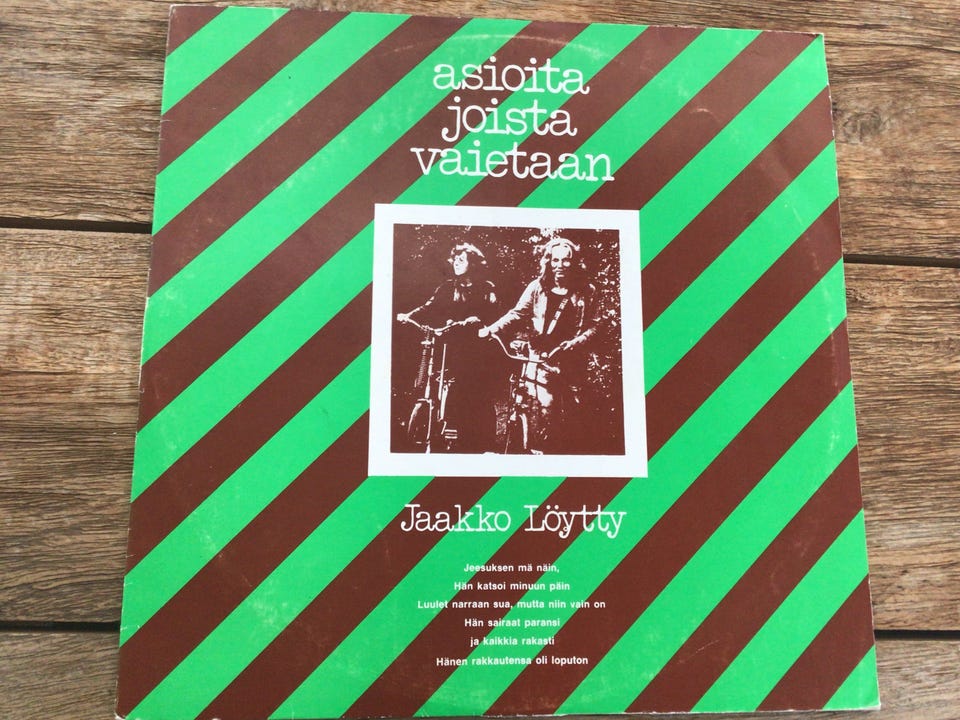 asioita
joista
vaietaan
Jaakko Löytty
Jeesuksen mä näin,
Hän katsoi minuun päin
Luulet narraan sua, mutta niin vain on
Hän sairaat paransi
ja kaikkia rakasti
Hänen rakkautensa oli loputon